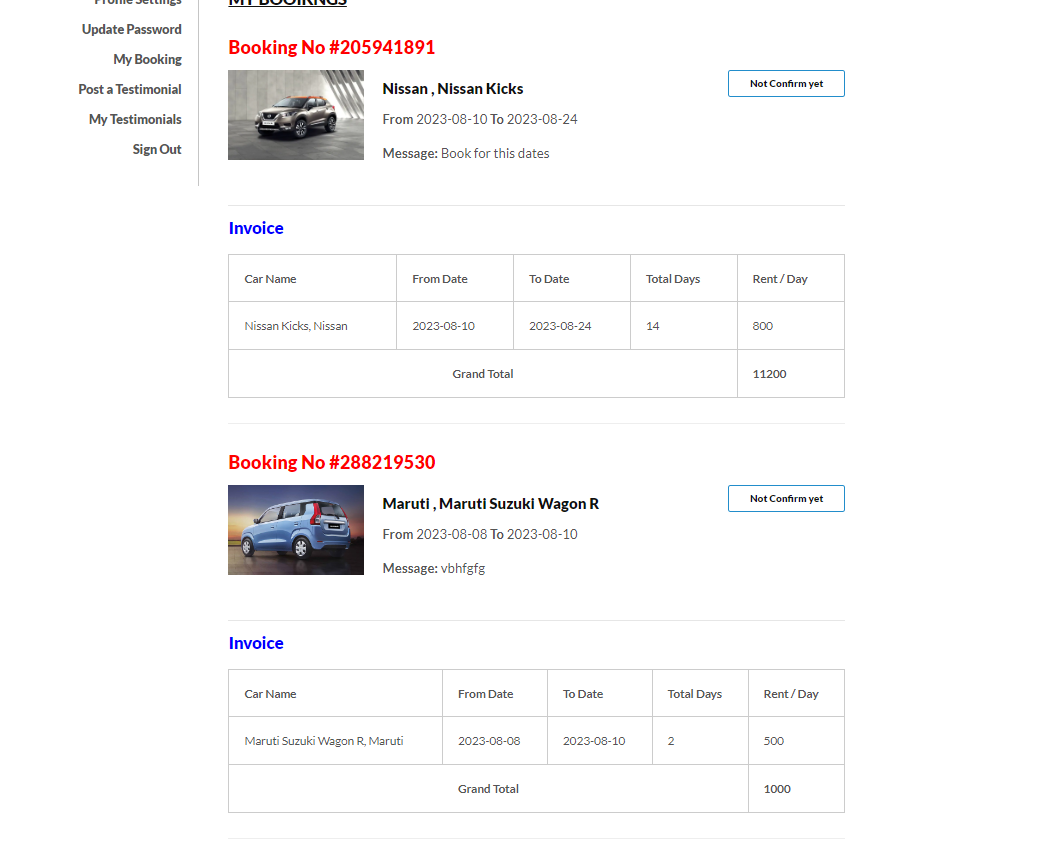 Profile Settings
Update Password
My Booking
Post a Testimonial
My Testimonials
Sign Out
MY BOOIKNGS
Booking No #205941891
Nissan , Nissan Kicks
Not Confirm yet
From 2023-08-10 To 2023-08-24
Message: Book for this dates
Invoice
Car Name From Date To Date Total Days Rent / Day
Nissan Kicks, Nissan 2023-08-10 2023-08-24 14 800
Grand Total 11200
Booking No #288219530
Maruti , Maruti Suzuki Wagon R
Not Confirm yet
From 2023-08-08 To 2023-08-10
Message: vbhfgfg
Invoice
Car Name From Date To Date Total Days Rent / Day
Maruti Suzuki Wagon R, Maruti 2023-08-08 2023-08-10 2 500
Grand Total 1000